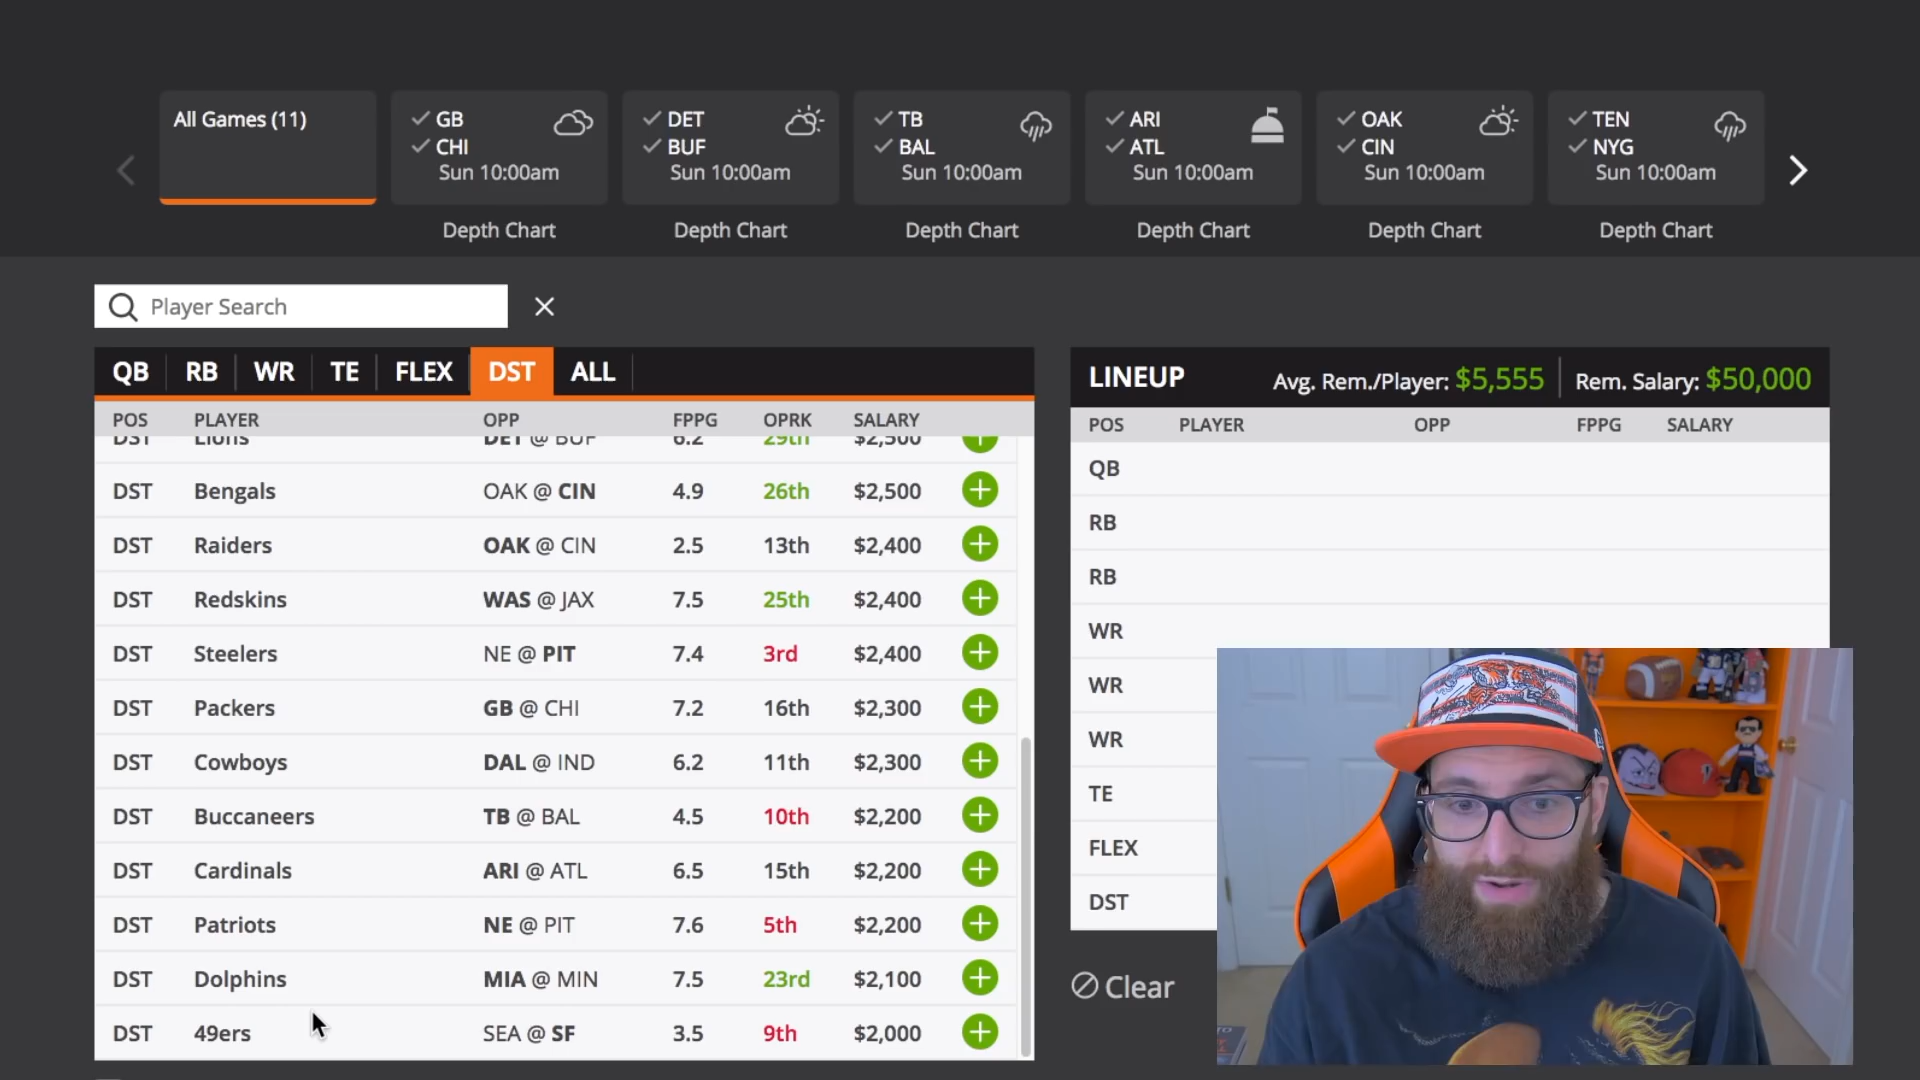 All Games (11)
GB
CHI
Sun 10:00am
Depth Chart
DET
BUF
Sun 10:00am
Depth Chart
TB
BAL
Sun 10:00am
Depth Chart
ARI
ATL
Sun 10:00am
Depth Chart
OAK
CIN
Sun 10:00am
Depth Chart
TEN
NYG
Sun 10:00am
Depth Chart
Player Search
QB RB WR TE FLEX DST ALL
POS PLAYER OPP FPPG OPRK SALARY
DST Lions DET @ BUF 6.2 29th $2,500
DST Bengals OAK @ CIN 4.9 26th $2,500
DST Raiders OAK @ CIN 2.5 13th $2,400
DST Redskins WAS @ JAX 7.5 25th $2,400
DST Steelers NE @ PIT 7.4 3rd $2,400
DST Packers GB @ CHI 7.2 16th $2,300
DST Cowboys DAL @ IND 6.2 11th $2,300
DST Buccaneers TB @ BAL 4.5 10th $2,200
DST Cardinals ARI @ ATL 6.5 15th $2,200
DST Patriots NE @ PIT 7.6 5th $2,200
DST Dolphins MIA @ MIN 7.5 23rd $2,100
DST 49ers SEA @ SF 3.5 9th $2,000
LINEUP Avg. Rem./Player: $5,555 Rem. Salary: $50,000
POS PLAYER OPP FPPG SALARY
QB
RB
RB
WR
WR
WR
TE
FLEX
DST
Clear